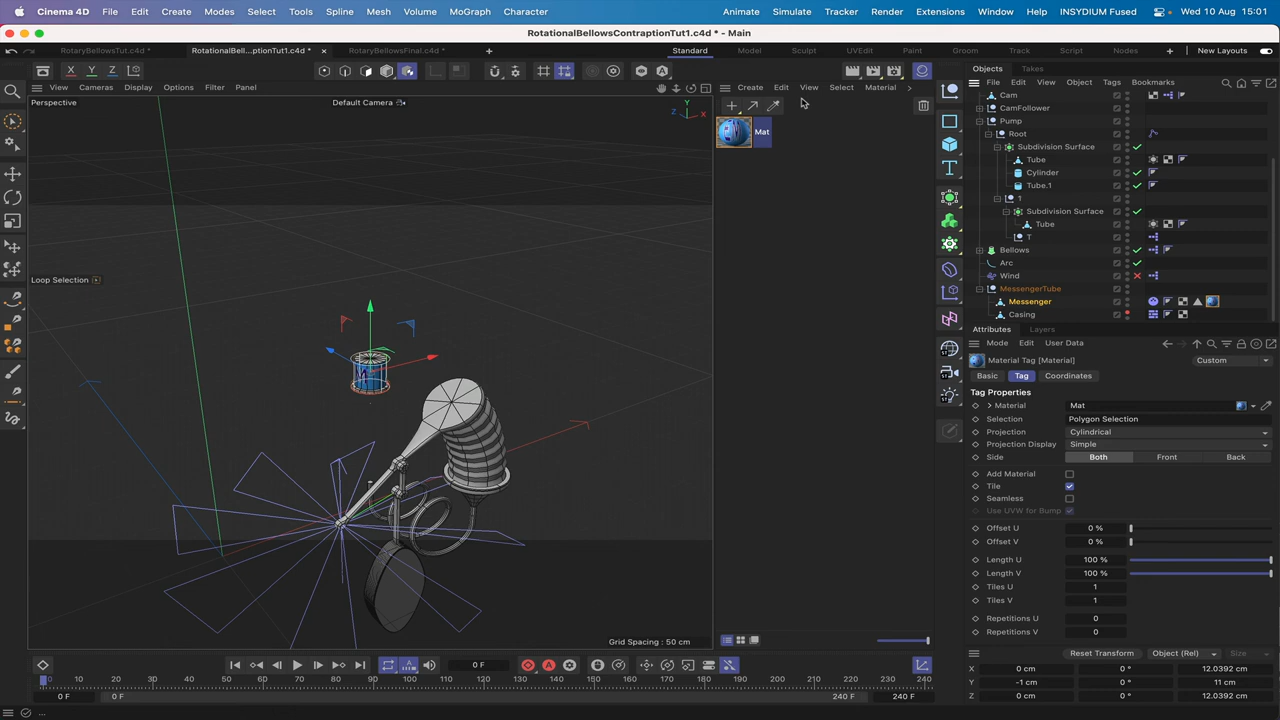 Cinema 4D File Edit Create Modes Select Tools Spline Mesh Volume MoGraph Character Animate Simulate Tracker Render Extensions Window Help INSYDIUM Fused Wed 10 Aug 15:01
RotationalBellowsContraptionTut1.c4d * - Main
RotaryBellowsTut.c4d * RotationalBell...ptionTut1.c4d * × RotaryBellowsFinal.c4d * + Standard Model Sculpt UVEdit Paint Groom Track Script Nodes New Layouts
X Y Z
Objects Takes
View Cameras Display Options Filter Panel
Create Edit View Select Material
File Edit View Object Tags Bookmarks
Perspective
Default Camera
Y
Z X
Mat
Cam
CamFollower
Pump
Root
Subdivision Surface
Tube
Cylinder
Tube.1
1
Subdivision Surface
Tube
T
Bellows
Arc
Wind
MessengerTube
Messenger
Casing
Loop Selection
Attributes Layers
Mode Edit User Data
Material Tag [Material] Custom
Basic Tag Coordinates
Tag Properties
Material Mat
Selection Polygon Selection
Projection Cylindrical
Projection Display Simple
Side Both Front Back
Add Material
Tile
Seamless
Use UVW for Bump
Offset U 0 %
Offset V 0 %
Length U 100 %
Length V 100 %
Tiles U 1
Tiles V 1
Repetitions U 0
Repetitions V 0
Grid Spacing : 50 cm
Reset Transform Object (Rel) Size
X 0 cm 0 ° 12.0392 cm
Y -1 cm 0 ° 11 cm
Z 0 cm 0 ° 12.0392 cm
0 F
0 10 20 30 40 50 60 70 80 90 100 110 120 130 140 150 160 170 180 190 200 210 220 230 240
0 F 0 F 240 F 240 F